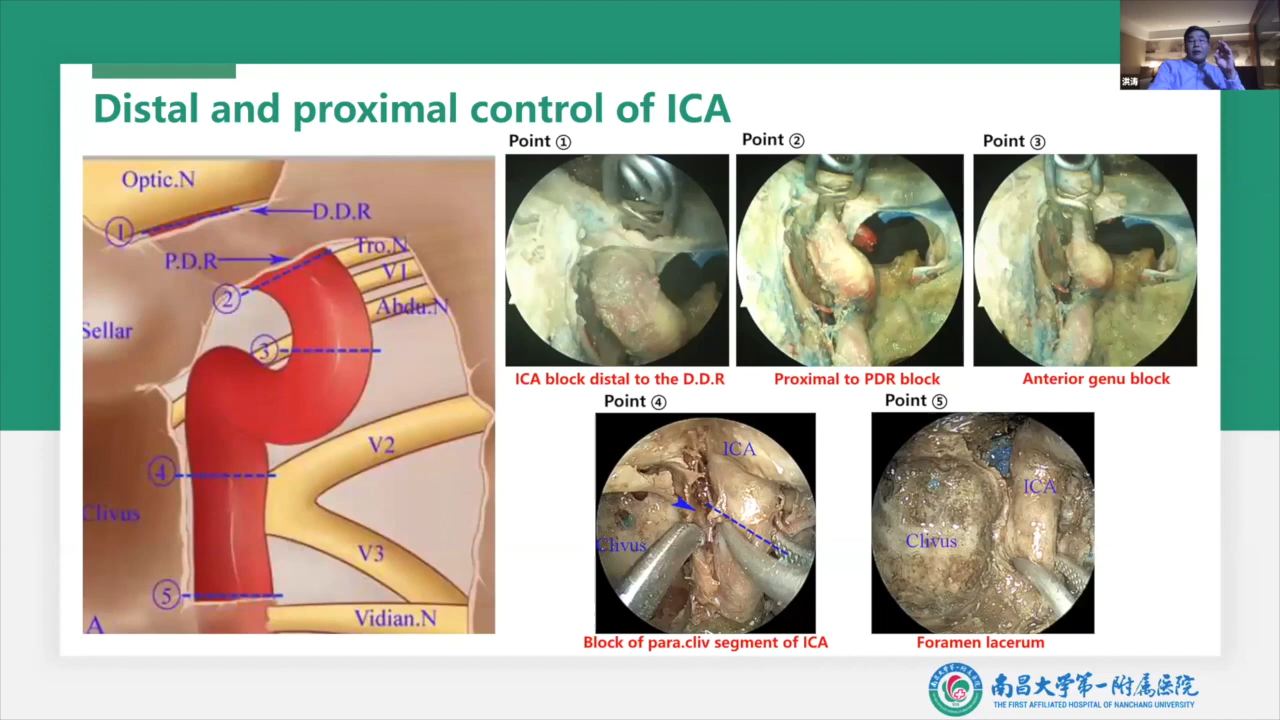 洪涛
Distal and proximal control of ICA
Optic.N
D.D.R
①
Tro.N
P.D.R
V1
②
Abdu.N
Sellar
③
V2
④
Clivus
V3
⑤
Vidian.N
A
Point ①
ICA block distal to the D.D.R
Point ②
Proximal to PDR block
Point ③
Anterior genu block
Point ④
ICA
Clivus
Block of para.cliv segment of ICA
Point ⑤
ICA
Clivus
Foramen lacerum
南昌大学第一附属医院
THE FIRST AFFILIATED HOSPITAL OF NANCHANG UNIVERSITY